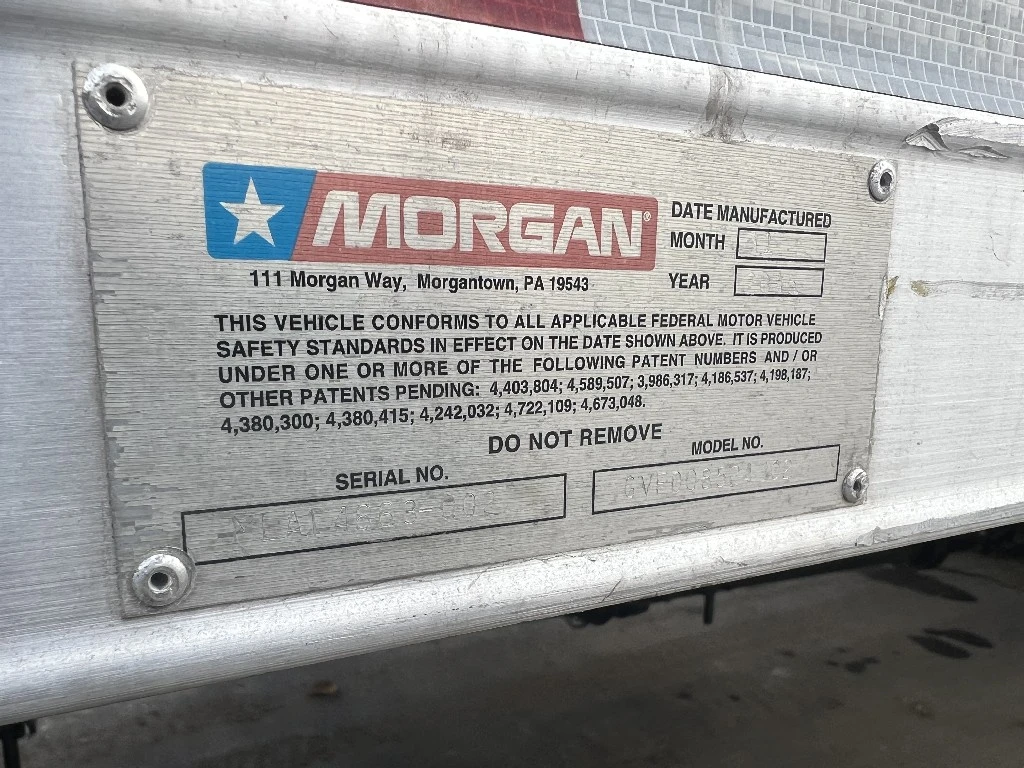 MORGAN®
111 Morgan Way, Morgantown, PA 19543
DATE MANUFACTURED
MONTH
YEAR
THIS VEHICLE CONFORMS TO ALL APPLICABLE FEDERAL MOTOR VEHICLE
SAFETY STANDARDS IN EFFECT ON THE DATE SHOWN ABOVE. IT IS PRODUCED
UNDER ONE OR MORE OF THE FOLLOWING PATENT NUMBERS AND / OR
OTHER PATENTS PENDING: 4,403,804; 4,589,507; 3,986,317; 4,186,537; 4,198,187;
4,380,300; 4,380,415; 4,242,032; 4,722,109; 4,673,048.
DO NOT REMOVE
SERIAL NO.
MODEL NO.